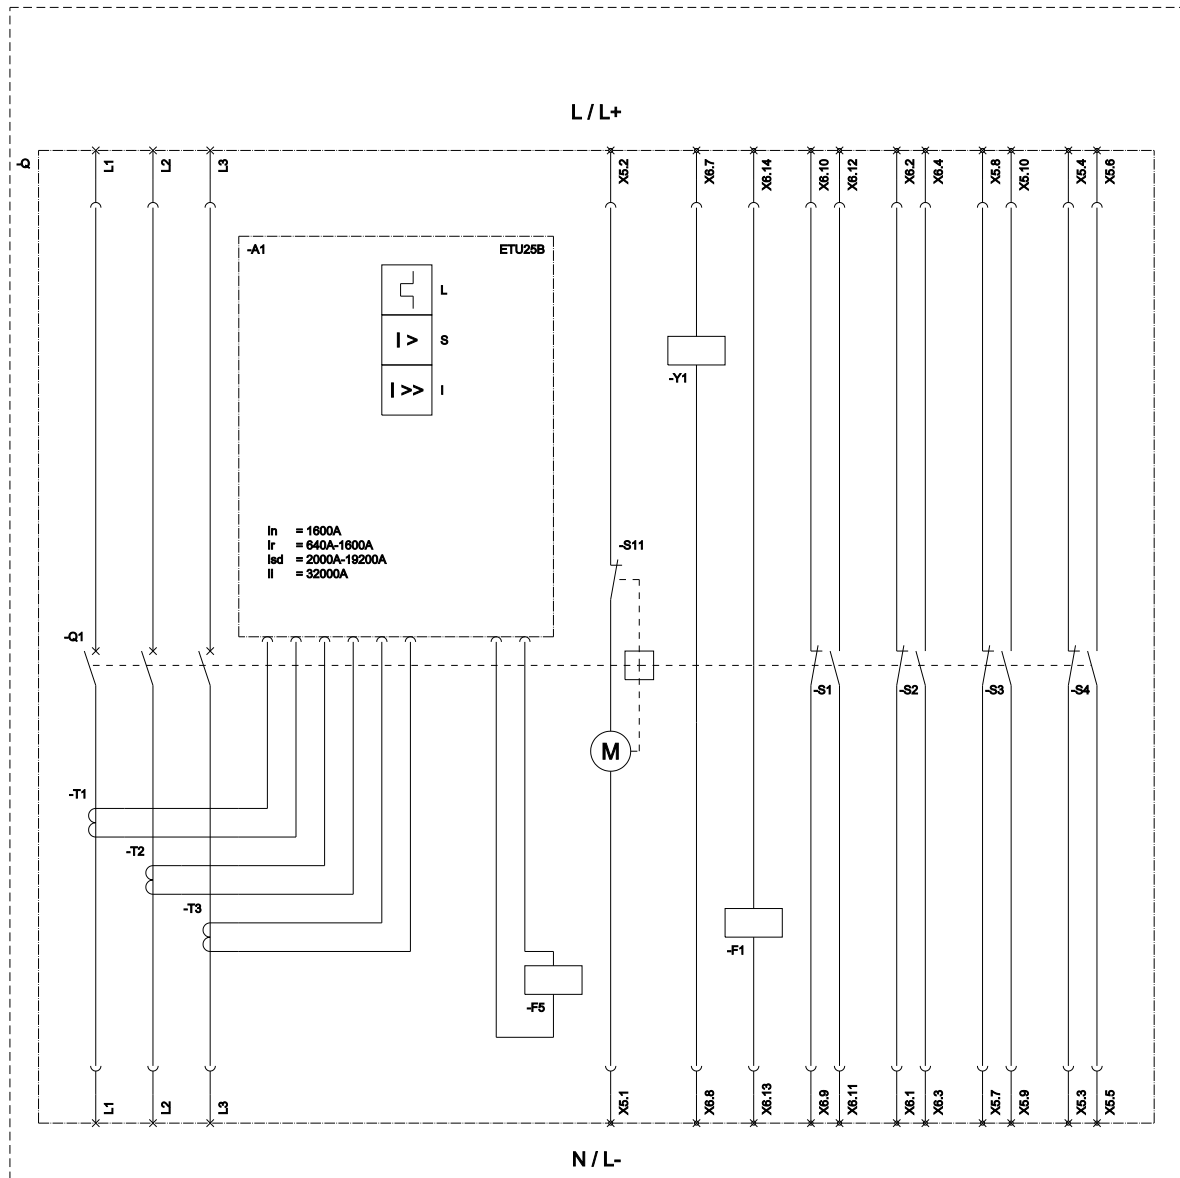 L / L+
-Q
L1
L2
L3
X5.2
X6.7
X6.14
X6.10
X6.12
X6.2
X6.4
X5.8
X5.10
X5.4
X5.6
-A1 ETU25B
L
I > S
I >> I
-Y1
In = 1600A
Ir = 640A-1600A
Isd = 2000A-19200A
Ii = 32000A
-S11
-Q1
-S1
-S2
-S3
-S4
M
-T1
-T2
-T3
-F1
-F5
L1
L2
L3
X5.1
X6.8
X6.13
X6.9
X6.11
X6.1
X6.3
X5.7
X5.9
X5.3
X5.5
N / L-